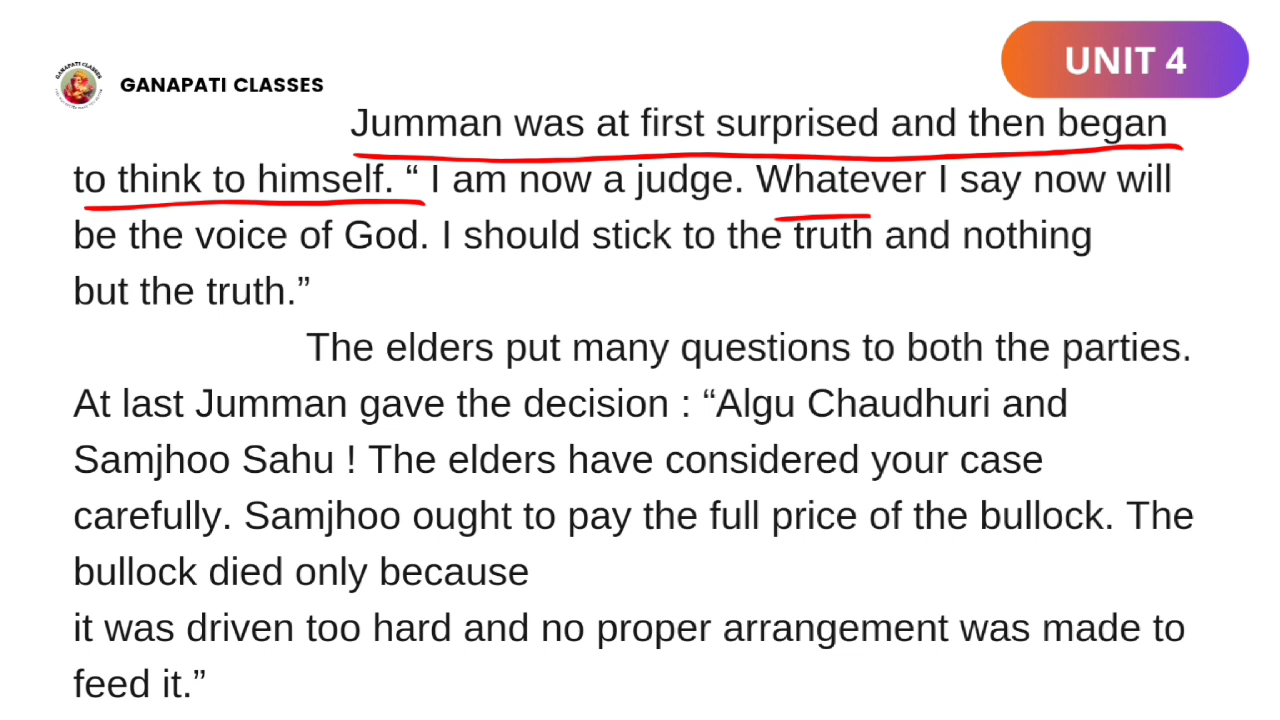 UNIT 4
GANAPATI CLASSES
Jumman was at first surprised and then began
to think to himself. “ I am now a judge. Whatever I say now will
be the voice of God. I should stick to the truth and nothing
but the truth.”
The elders put many questions to both the parties.
At last Jumman gave the decision : “Algu Chaudhuri and
Samjhoo Sahu ! The elders have considered your case
carefully. Samjhoo ought to pay the full price of the bullock. The
bullock died only because
it was driven too hard and no proper arrangement was made to
feed it.”